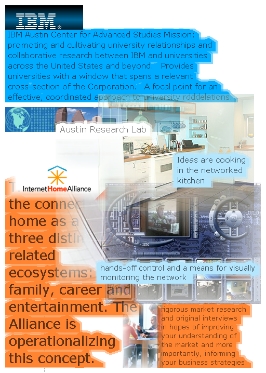 IBM
IBM Austin Center for Advanced Studies Mission:
promoting and cultivating university relationships and
collaborative research between IBM and universities
across the United States and beyond. Provides
universities with a window that spans a relevant
cross-section of the Corporation. A focal point for an
effective, coordinated approach to university
Austin Research Lab
Ideas are cooking
in the networked
kitchen
InternetHomeAlliance
the
home as a
three
related
ecosystems:
family, career and
entertainment. The
Alliance is
operationalizing
this concept.
hands-off control and a means for visually
monitoring the network
rigorous market research
and original interviews
in hopes of improving
your understanding of
the market and more
importantly, informing
your business strategies